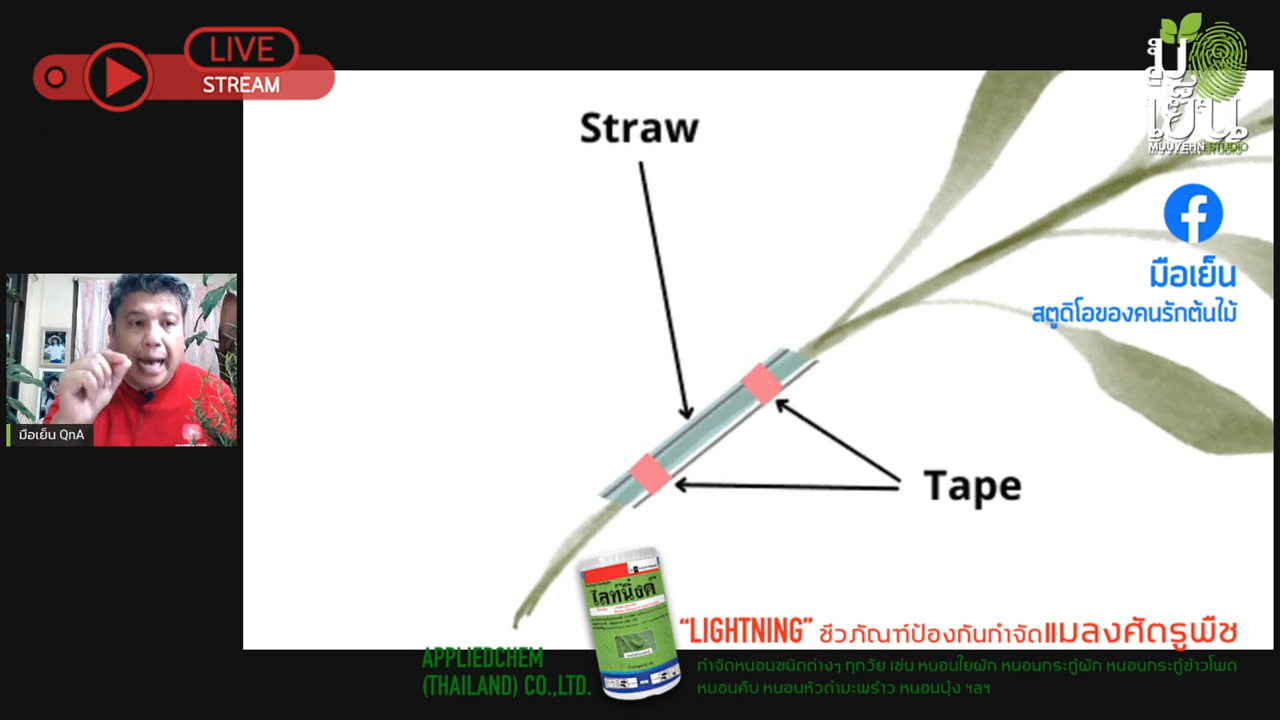 LIVE
STREAM
มือ
เย็น
MUUYEHN STUDIO
Straw
มือเย็น
สตูดิโอของคนรักต้นไม้
มือเย็น QnA
Tape
ไลท์นิ่งค์
"LIGHTNING" ชีวภัณฑ์ป้องกันกำจัดแมลงศัตรูพืช
APPLIEDCHEM
(THAILAND) CO.,LTD.
กำจัดหนอนชนิดต่างๆ ทุกวัย เช่น หนอนใยผัก หนอนกระทู้ผัก หนอนกระทู้ข้าวโพด
หนอนคืบ หนอนหัวดำมะพร้าว หนอนบุ้ง ฯลฯ